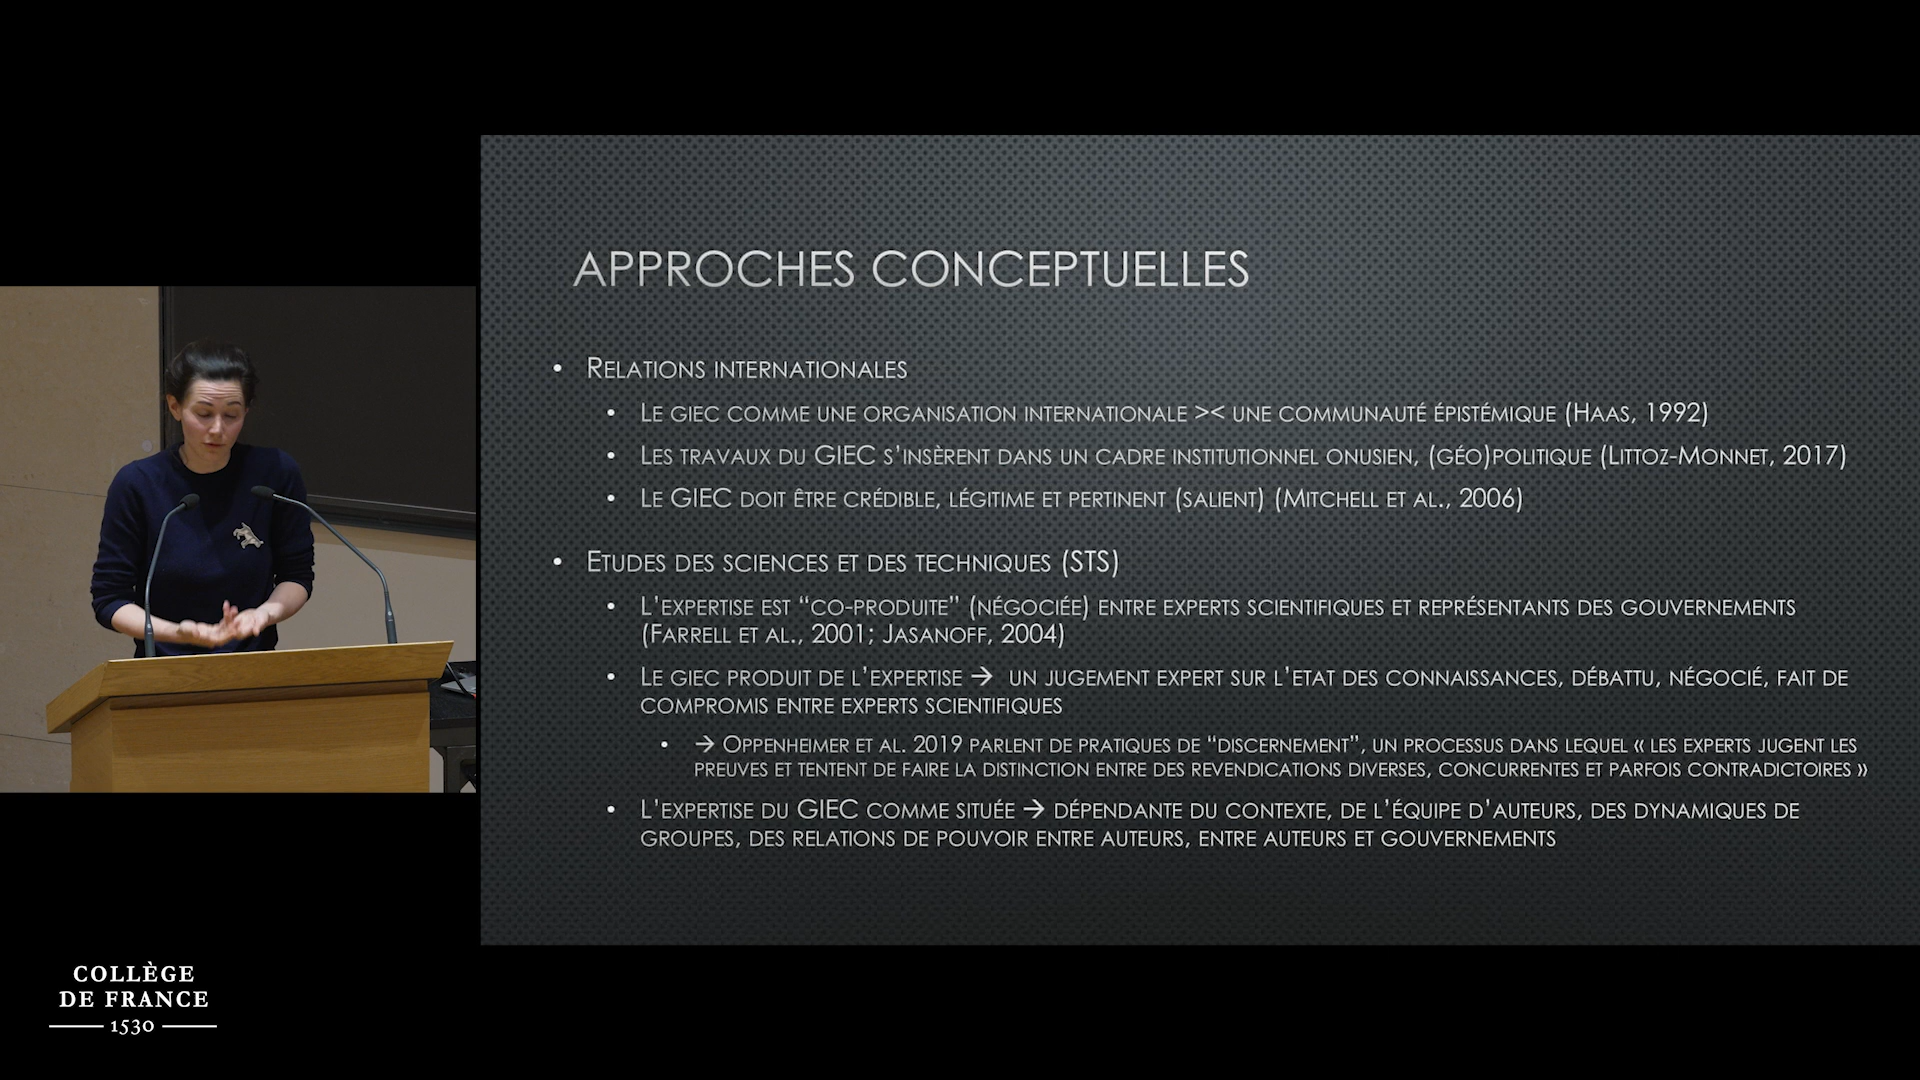 APPROCHES CONCEPTUELLES
• RELATIONS INTERNATIONALES
• LE GIEC COMME UNE ORGANISATION INTERNATIONALE >< UNE COMMUNAUTÉ ÉPISTÉMIQUE (HAAS, 1992)
• LES TRAVAUX DU GIEC S'INSÈRENT DANS UN CADRE INSTITUTIONNEL ONUSIEN, (GÉO)POLITIQUE (LITTOZ-MONNET, 2017)
• LE GIEC DOIT ÊTRE CRÉDIBLE, LÉGITIME ET PERTINENT (SALIENT) (MITCHELL ET AL., 2006)
• ETUDES DES SCIENCES ET DES TECHNIQUES (STS)
• L'EXPERTISE EST “CO-PRODUITE” (NÉGOCIÉE) ENTRE EXPERTS SCIENTIFIQUES ET REPRÉSENTANTS DES GOUVERNEMENTS
(FARRELL ET AL., 2001; JASANOFF, 2004)
• LE GIEC PRODUIT DE L'EXPERTISE → UN JUGEMENT EXPERT SUR L'ETAT DES CONNAISSANCES, DÉBATTU, NÉGOCIÉ, FAIT DE
COMPROMIS ENTRE EXPERTS SCIENTIFIQUES
• → OPPENHEIMER ET AL. 2019 PARLENT DE PRATIQUES DE “DISCERNEMENT”, UN PROCESSUS DANS LEQUEL « LES EXPERTS JUGENT LES
PREUVES ET TENTENT DE FAIRE LA DISTINCTION ENTRE DES REVENDICATIONS DIVERSES, CONCURRENTES ET PARFOIS CONTRADICTOIRES »
• L'EXPERTISE DU GIEC COMME SITUÉE → DÉPENDANTE DU CONTEXTE, DE L'ÉQUIPE D'AUTEURS, DES DYNAMIQUES DE
GROUPES, DES RELATIONS DE POUVOIR ENTRE AUTEURS, ENTRE AUTEURS ET GOUVERNEMENTS
COLLÈGE
DE FRANCE
1530